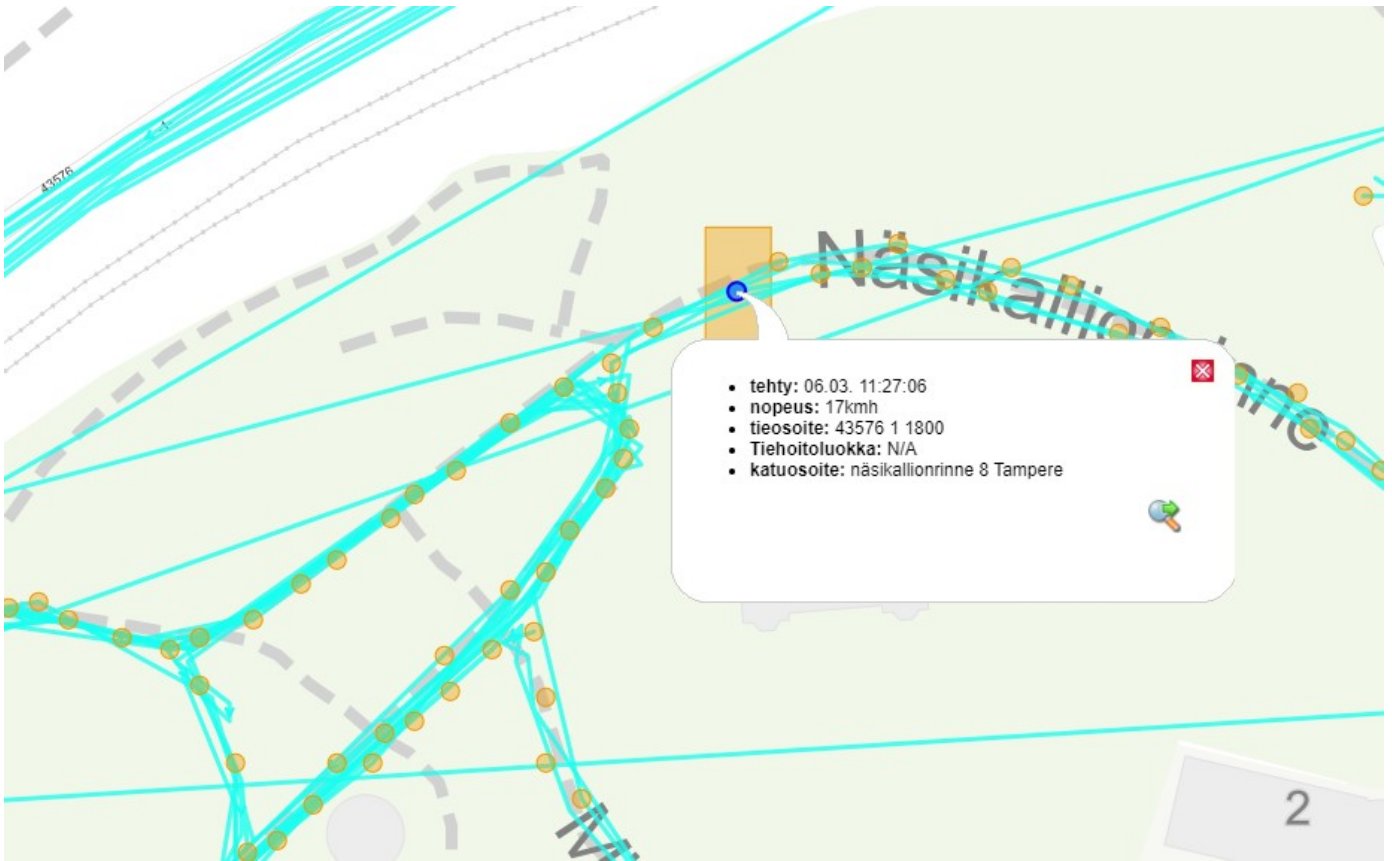 43576
-1-
Näsikallionrinne
tehty: 06.03. 11:27:06
nopeus: 17kmh
tieosoite: 43576 1 1800
Tiehoitoluokka: N/A
katuosoite: näsikallionrinne 8 Tampere
2